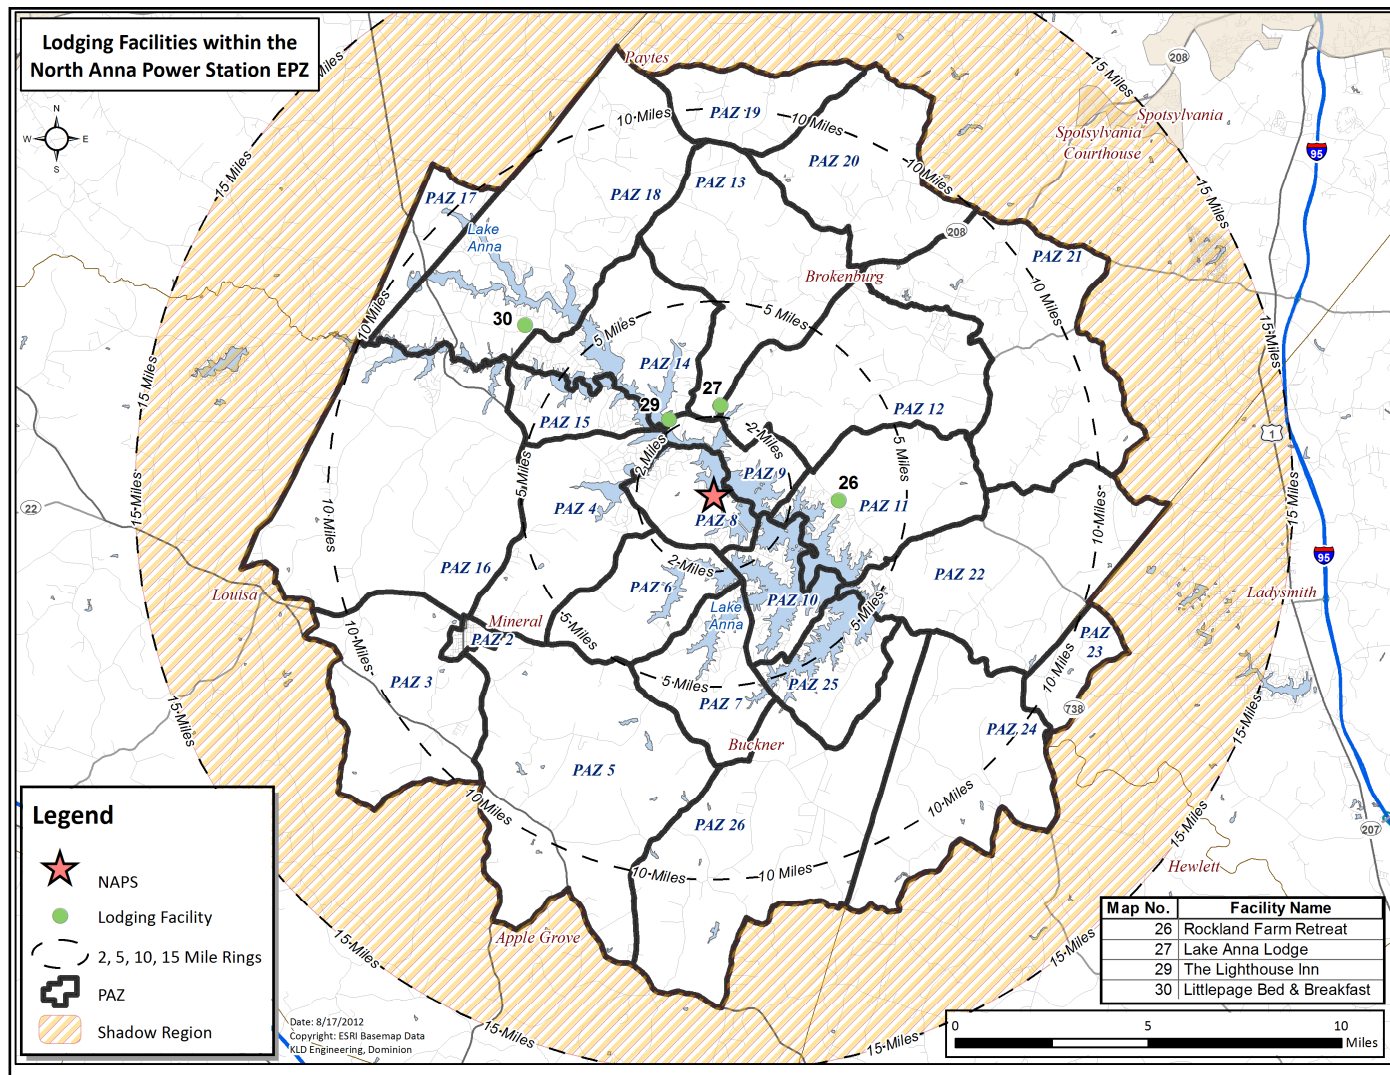 Lodging Facilities within the
North Anna Power Station EPZ
N
W E
S
Paytes
15 Miles
15 Miles
208
Spotsylvania
Spotsylvania
Courthouse
95
10 Miles
PAZ 19
10 Miles
PAZ 20
10 Miles
PAZ 13
PAZ 18
PAZ 17
15 Miles
15 Miles
Lake
Anna
208
PAZ 21
Brokenburg
10 Miles
10 Miles
30
5 Miles
5 Miles
15 Miles
15 Miles
PAZ 14
27
29
PAZ 12
PAZ 15
2 Miles
2 Miles
1
5 Miles
5 Miles
PAZ 9
26
15 Miles
15 Miles
22
10 Miles
10 Miles
PAZ 4
PAZ 8
PAZ 11
95
2 Miles
PAZ 16
PAZ 6
PAZ 22
Louisa
Lake
Anna
PAZ 10
Ladysmith
Mineral
PAZ 2
5 Miles
5 Miles
10 Miles
PAZ
23
PAZ 3
5 Miles
PAZ 25
10 Miles
PAZ 7
738
15 Miles
15 Miles
PAZ 24
Buckner
PAZ 5
10 Miles
10 Miles
PAZ 26
15 Miles
207
10 Miles
10 Miles
Hewlett
Apple Grove
15 Miles
15 Miles
15 Miles
15 Miles
Legend
NAPS
Lodging Facility
2, 5, 10, 15 Mile Rings
PAZ
Shadow Region
Date: 8/17/2012
Copyright: ESRI Basemap Data
KLD Engineering, Dominion
Map No. Facility Name
26 Rockland Farm Retreat
27 Lake Anna Lodge
29 The Lighthouse Inn
30 Littlepage Bed & Breakfast
0 5 10
Miles